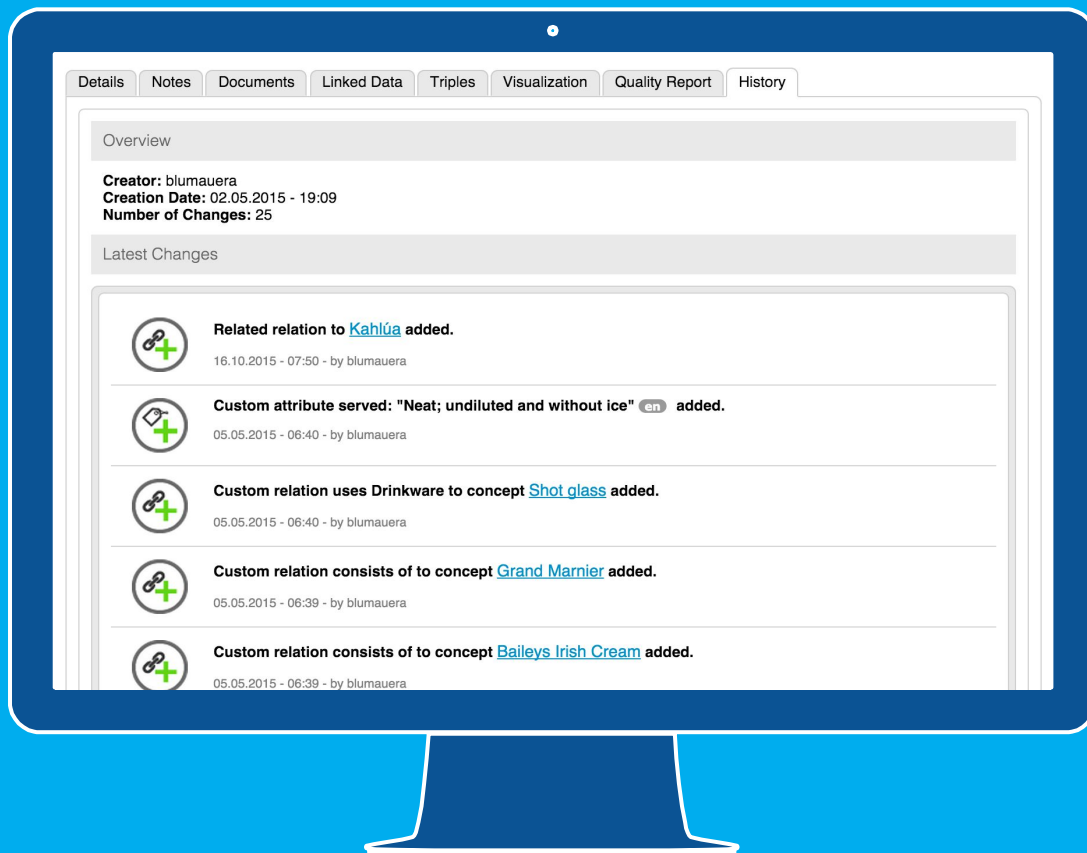 Details Notes Documents Linked Data Triples Visualization Quality Report History
Overview
Creator: blumauera
Creation Date: 02.05.2015 - 19:09
Number of Changes: 25
Latest Changes
Related relation to Kahlúa added.
16.10.2015 - 07:50 - by blumauera
Custom attribute served: "Neat; undiluted and without ice" en added.
05.05.2015 - 06:40 - by blumauera
Custom relation uses Drinkware to concept Shot glass added.
05.05.2015 - 06:40 - by blumauera
Custom relation consists of to concept Grand Marnier added.
05.05.2015 - 06:39 - by blumauera
Custom relation consists of to concept Baileys Irish Cream added.
05.05.2015 - 06:39 - by blumauera